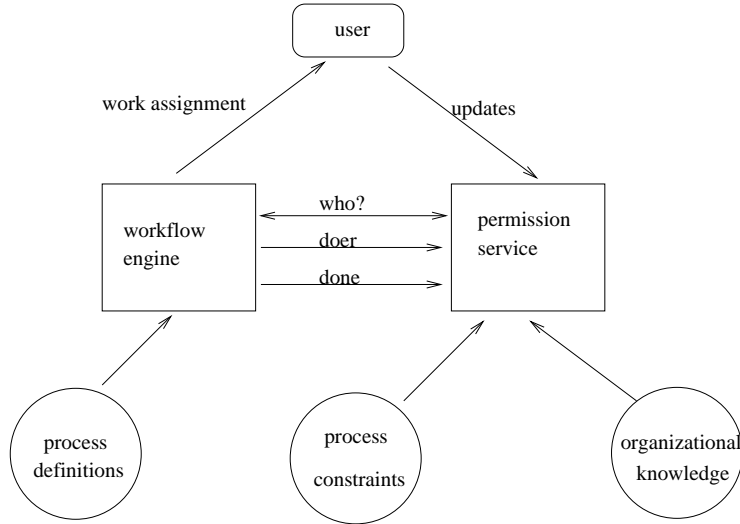 user
work assignment
updates
who?
workflow
engine
doer
done
permission
service
process
definitions
process
constraints
organizational
knowledge